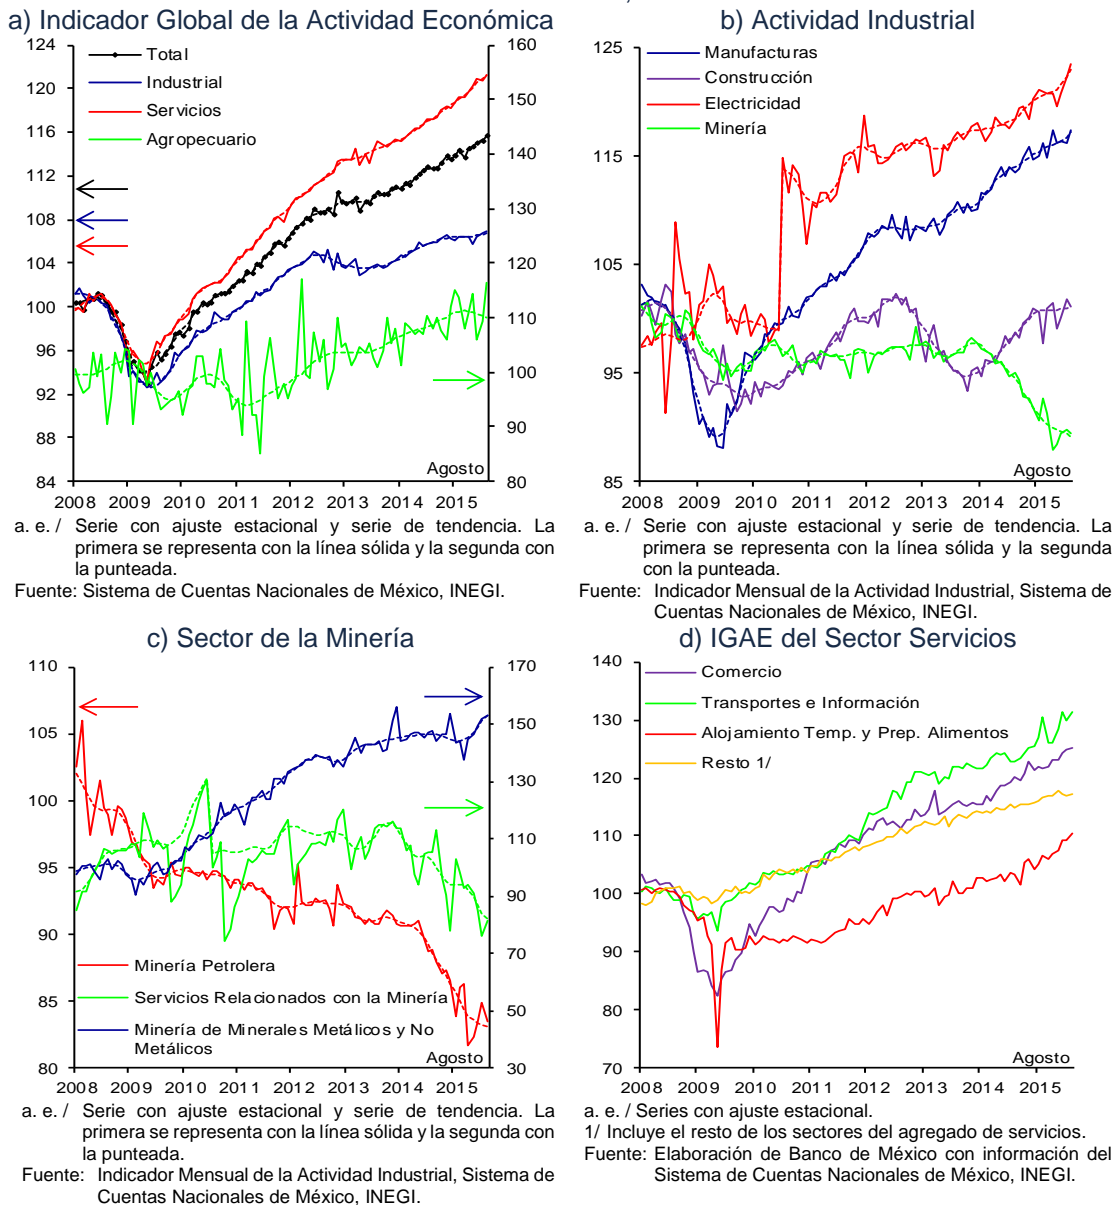 a) Indicador Global de la Actividad Económica
124
120
116
112
108
104
100
96
92
88
84
160
150
140
130
120
110
100
90
80
Total
Industrial
Servicios
Agropecuario
Agosto
2008 2009 2010 2011 2012 2013 2014 2015
a. e. / Serie con ajuste estacional y serie de tendencia. La
primera se representa con la línea sólida y la segunda con
la punteada.
Fuente: Sistema de Cuentas Nacionales de México, INEGI.
b) Actividad Industrial
125
115
105
95
85
Manufacturas
Construcción
Electricidad
Minería
Agosto
2008 2009 2010 2011 2012 2013 2014 2015
a. e. / Serie con ajuste estacional y serie de tendencia. La
primera se representa con la línea sólida y la segunda
con la punteada.
Fuente: Indicador Mensual de la Actividad Industrial, Sistema de
Cuentas Nacionales de México, INEGI.
c) Sector de la Minería
110
105
100
95
90
85
80
170
150
130
110
90
70
50
30
Minería Petrolera
Servicios Relacionados con la Minería
Minería de Minerales Metálicos y No
Metálicos
Agosto
2008 2009 2010 2011 2012 2013 2014 2015
a. e. / Serie con ajuste estacional y serie de tendencia. La
primera se representa con la línea sólida y la segunda con
la punteada.
Fuente: Indicador Mensual de la Actividad Industrial, Sistema de
Cuentas Nacionales de México, INEGI.
d) IGAE del Sector Servicios
140
130
120
110
100
90
80
70
Comercio
Transportes e Información
Alojamiento Temp. y Prep. Alimentos
Resto 1/
Agosto
2008 2009 2010 2011 2012 2013 2014 2015
a. e. / Series con ajuste estacional.
1/ Incluye el resto de los sectores del agregado de servicios.
Fuente: Elaboración de Banco de México con información del
Sistema de Cuentas Nacionales de México, INEGI.